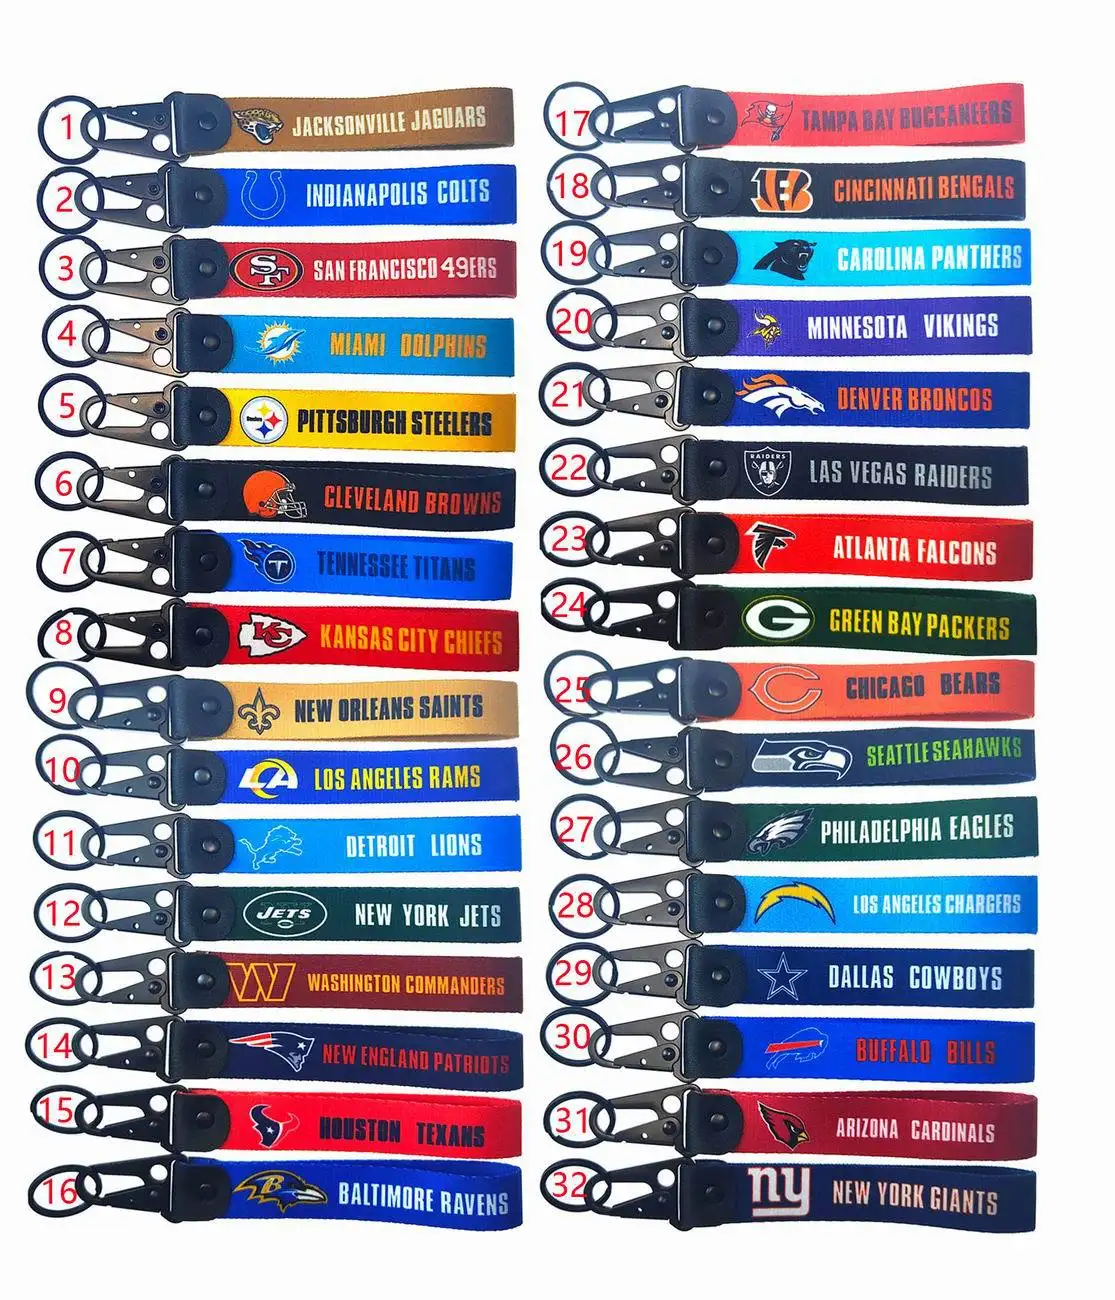 1 JACKSONVILLE JAGUARS
2 INDIANAPOLIS COLTS
3 SF SAN FRANCISCO 49ERS
4 MIAMI DOLPHINS
5 Steelers PITTSBURGH STEELERS
6 CLEVELAND BROWNS
7 T TENNESSEE TITANS
8 KC KANSAS CITY CHIEFS
9 NEW ORLEANS SAINTS
10 LA LOS ANGELES RAMS
11 DETROIT LIONS
12 JETS NEW YORK JETS
13 W WASHINGTON COMMANDERS
14 NEW ENGLAND PATRIOTS
15 HOUSTON TEXANS
16 B BALTIMORE RAVENS
17 TAMPA BAY BUCCANEERS
18 B CINCINNATI BENGALS
19 CAROLINA PANTHERS
20 MINNESOTA VIKINGS
21 DENVER BRONCOS
22 RAIDERS LAS VEGAS RAIDERS
23 ATLANTA FALCONS
24 G GREEN BAY PACKERS
25 C CHICAGO BEARS
26 SEATTLE SEAHAWKS
27 PHILADELPHIA EAGLES
28 LOS ANGELES CHARGERS
29 DALLAS COWBOYS
30 BUFFALO BILLS
31 ARIZONA CARDINALS
32 ny NEW YORK GIANTS